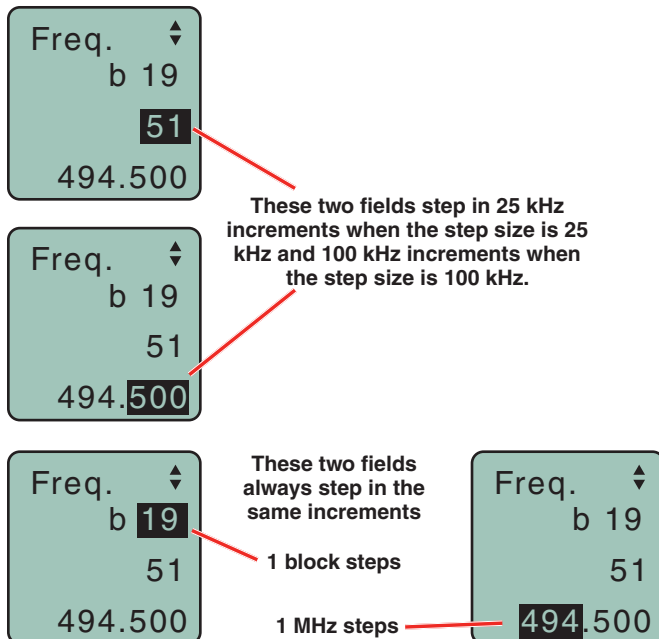 Freq.
b 19
51
494.500
These two fields step in 25 kHz
increments when the step size is 25
kHz and 100 kHz increments when
the step size is 100 kHz.
Freq.
b 19
51
494.500
Freq.
b 19
51
494.500
These two fields
always step in the
same increments
1 block steps
1 MHz steps
Freq.
b 19
51
494.500